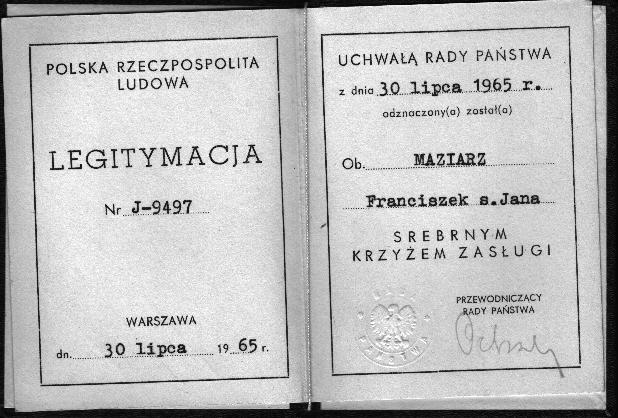 POLSKA RZECZPOSPOLITA
LUDOWA
LEGITYMACJA
Nr J-9497
WARSZAWA
dn. 30 lipca 1965 r.
UCHWAŁĄ RADY PAŃSTWA
z dnia 30 lipca 1965 r.
odznaczony(a) został(a)
Ob. MAZIARZ
Franciszek s.Jana
SREBRNYM
KRZYŻEM ZASŁUGI
PRZEWODNICZĄCY
RADY PAŃSTWA